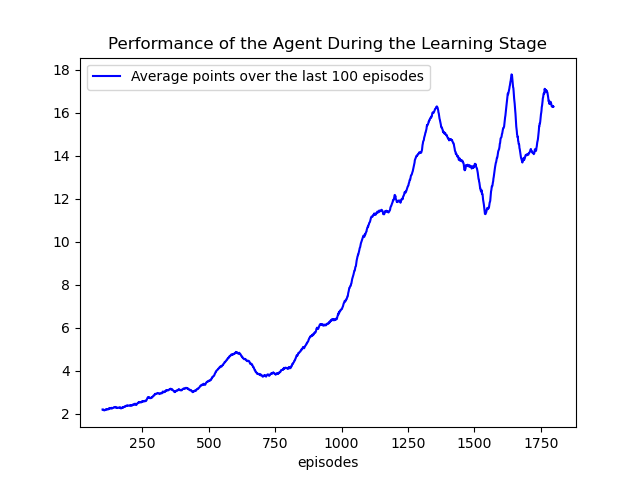 Performance of the Agent During the Learning Stage
Average points over the last 100 episodes
18
16
14
12
10
8
6
4
2
250 500 750 1000 1250 1500 1750
episodes